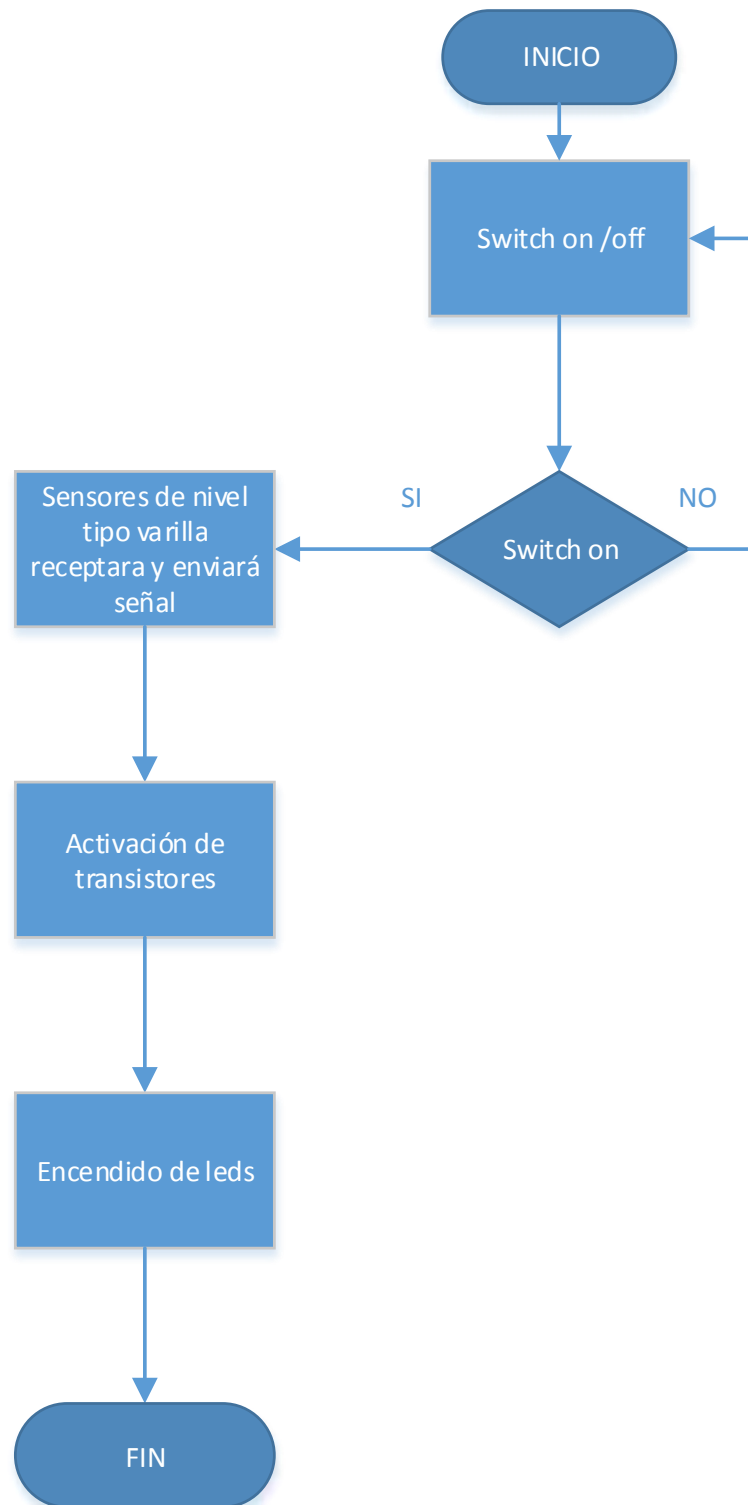 INICIO
Switch on /off
SI
NO
Switch on
Sensores de nivel
tipo varilla
receptara y enviará
señal
Activación de
transistores
Encendido de leds
FIN